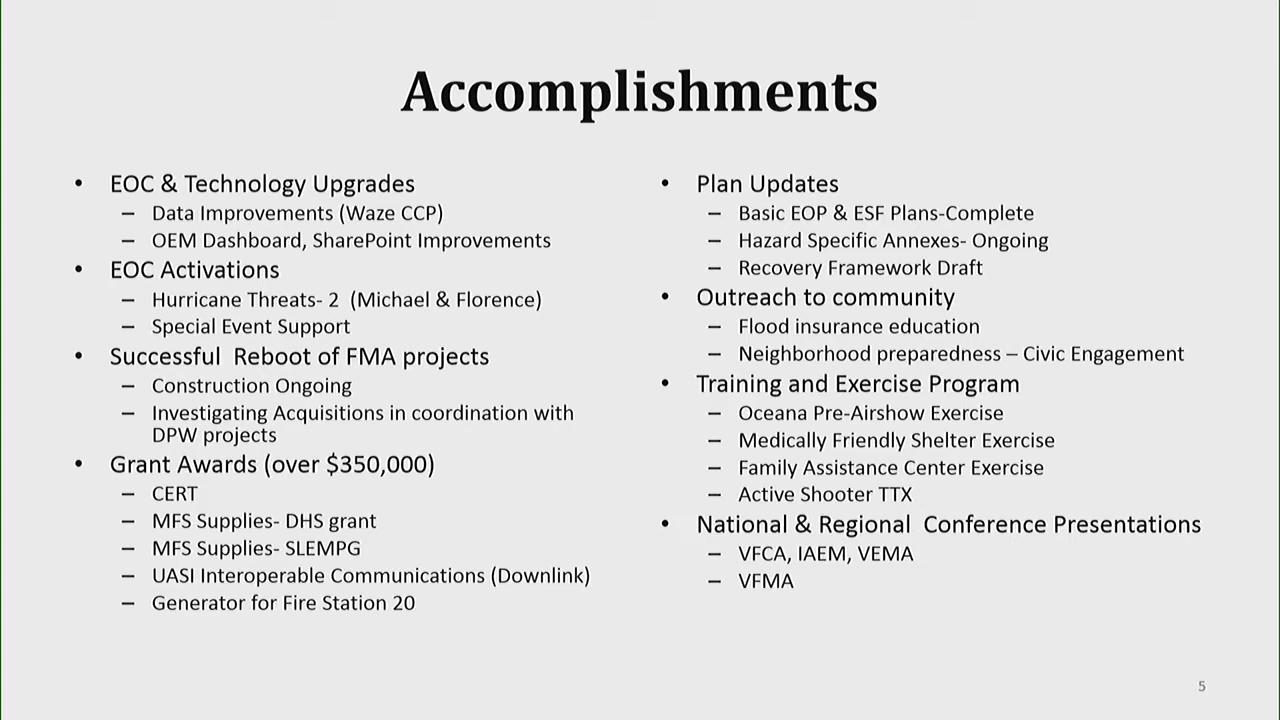 Accomplishments
• EOC & Technology Upgrades
– Data Improvements (Waze CCP)
– OEM Dashboard, SharePoint Improvements
• EOC Activations
– Hurricane Threats- 2 (Michael & Florence)
– Special Event Support
• Successful Reboot of FMA projects
– Construction Ongoing
– Investigating Acquisitions in coordination with
DPW projects
• Grant Awards (over $350,000)
– CERT
– MFS Supplies- DHS grant
– MFS Supplies- SLEMPG
– UASI Interoperable Communications (Downlink)
– Generator for Fire Station 20
• Plan Updates
– Basic EOP & ESF Plans-Complete
– Hazard Specific Annexes- Ongoing
– Recovery Framework Draft
• Outreach to community
– Flood insurance education
– Neighborhood preparedness – Civic Engagement
• Training and Exercise Program
– Oceana Pre-Airshow Exercise
– Medically Friendly Shelter Exercise
– Family Assistance Center Exercise
– Active Shooter TTX
• National & Regional Conference Presentations
– VFCA, IAEM, VEMA
– VFMA
5